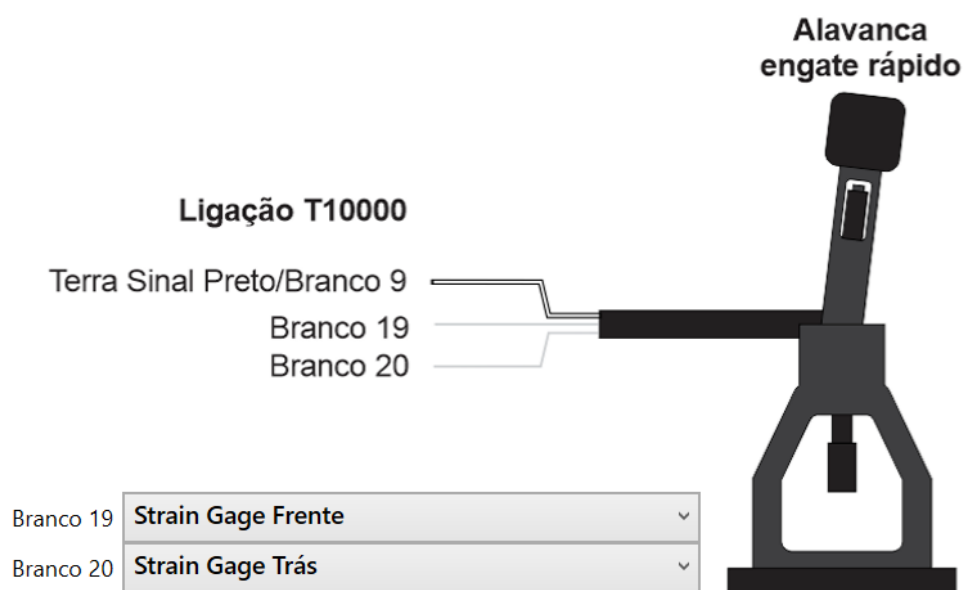 Alavanca
engate rápido
Ligação T10000
Terra Sinal Preto/Branco 9
Branco 19
Branco 20
Branco 19 Strain Gage Frente
Branco 20 Strain Gage Trás